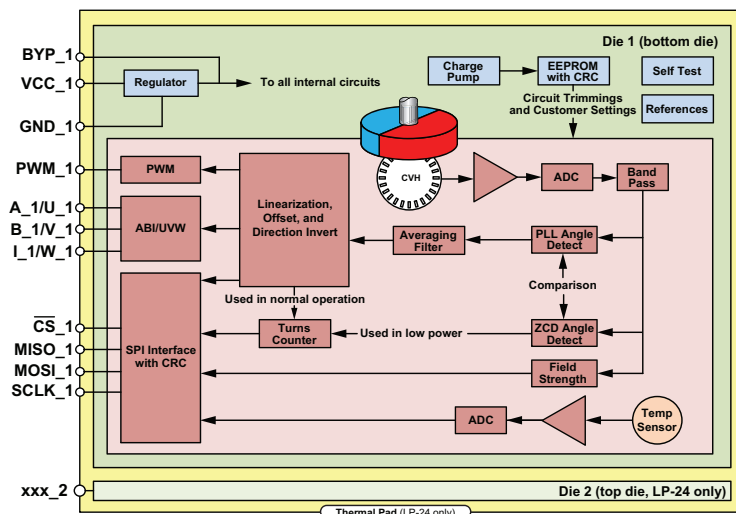 Die 1 (bottom die)
BYP_1
VCC_1
GND_1
Regulator
To all internal circuits
Charge
Pump
EEPROM
with CRC
Self Test
References
Circuit Trimmings
and Customer Settings
PWM_1
PWM
A_1/U_1
B_1/V_1
I_1/W_1
ABI/UVW
Linearization,
Offset, and
Direction Invert
CVH
ADC
Band
Pass
Averaging
Filter
PLL Angle
Detect
Comparison
Used in normal operation
Turns
Counter
Used in low power
ZCD Angle
Detect
CS_1
MISO_1
MOSI_1
SCLK_1
SPI Interface
with CRC
Field
Strength
ADC
Temp
Sensor
xxx_2
Die 2 (top die, LP-24 only)
Thermal Pad (LP-24 only)